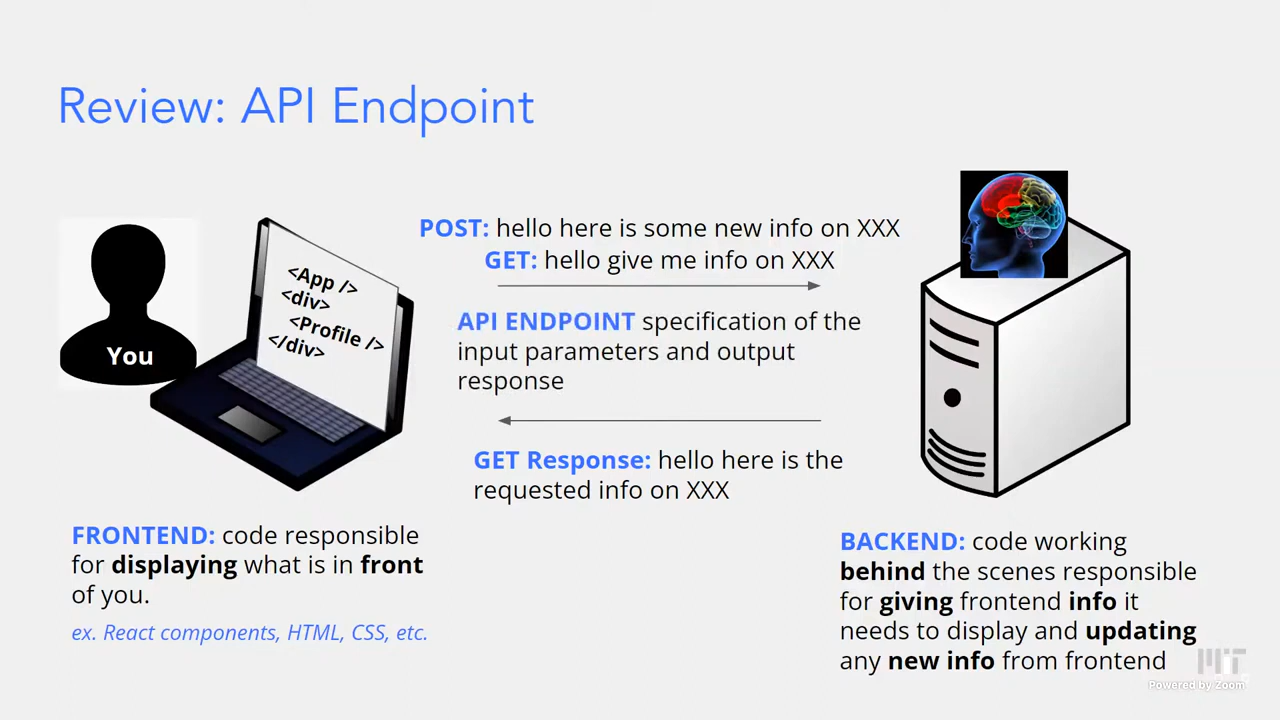 Review: API Endpoint
POST: hello here is some new info on XXX
GET: hello give me info on XXX
<App />
<div>
<Profile />
</div>
You
API ENDPOINT specification of the
input parameters and output
response
GET Response: hello here is the
requested info on XXX
FRONTEND: code responsible
for displaying what is in front
of you.
ex. React components, HTML, CSS, etc.
BACKEND: code working
behind the scenes responsible
for giving frontend info it
needs to display and updating
any new info from frontend
MIT
Powered by Zoom